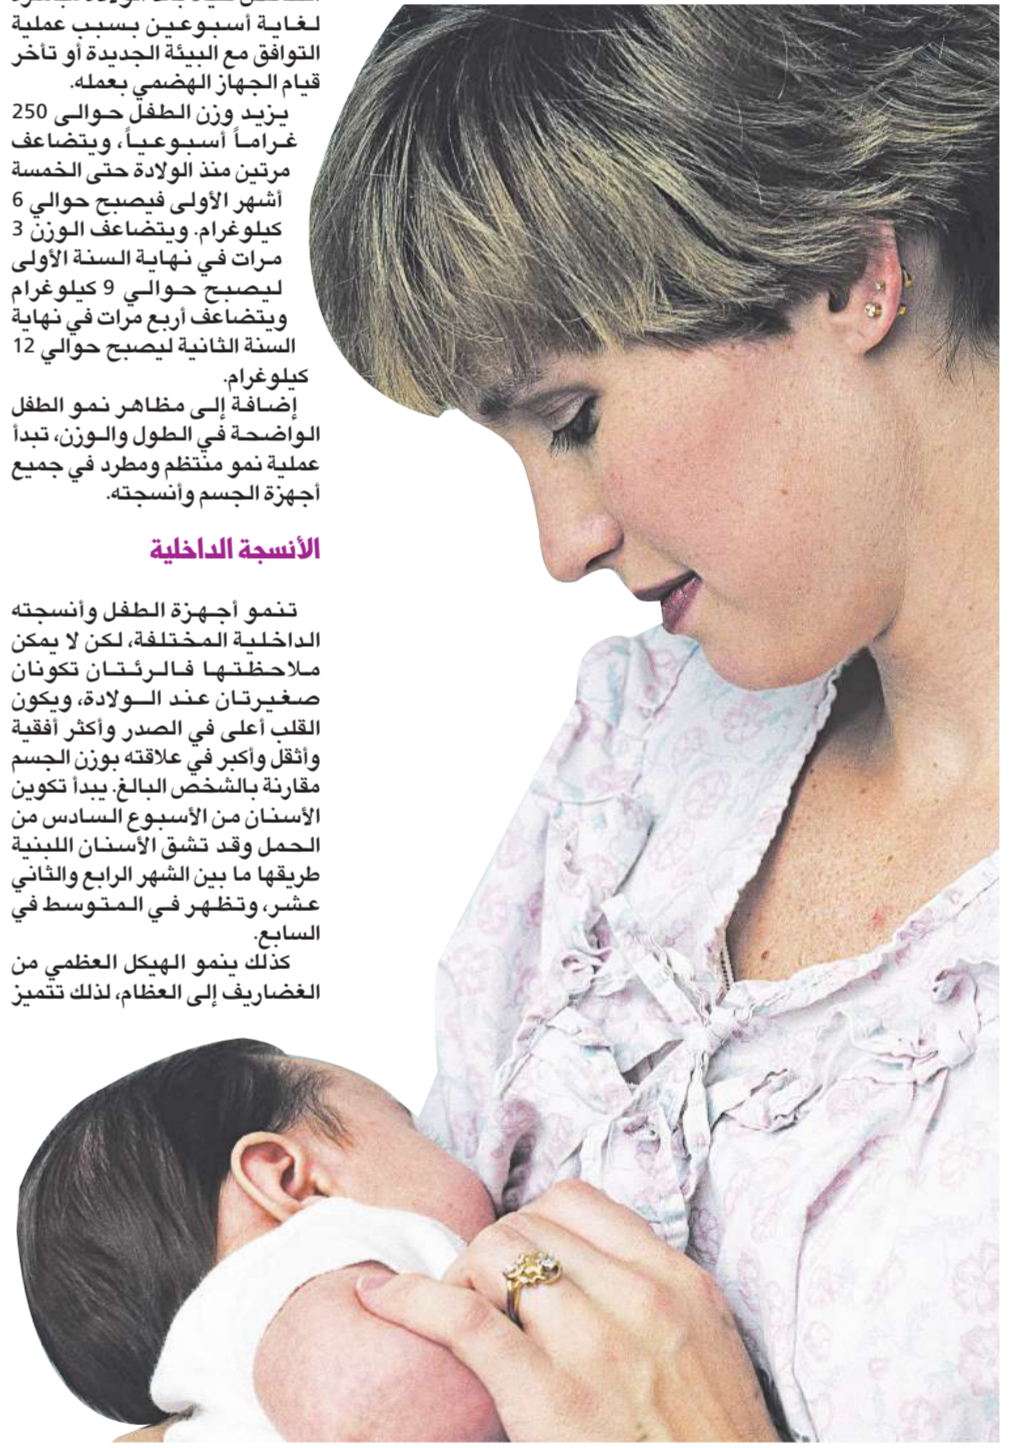 لغاية أسبوعين بسبب عملية
التوافق مع البيئة الجديدة أو تأخر
قيام الجهاز الهضمي بعمله.
يزيد وزن الطفل حوالى 250
غراماً أسبوعياً، ويتضاعف
مرتين منذ الولادة حتى الخمسة
أشهر الأولى فيصبح حوالي 6
كيلوغرام. ويتضاعف الوزن 3
مرات في نهاية السنة الأولى
ليصبح حوالي 9 كيلوغرام
ويتضاعف أربع مرات في نهاية
السنة الثانية ليصبح حوالي 12
كيلوغرام.
إضافة إلى مظاهر نمو الطفل
الواضحة في الطول والوزن، تبدأ
عملية نمو منتظم ومطرد في جميع
أجهزة الجسم وأنسجته.
الأنسجة الداخلية
تنمو أجهزة الطفل وأنسجته
الداخلية المختلفة، لكن لا يمكن
ملاحظتها فالرئتان تكونان
صغيرتان عند الولادة، ويكون
القلب أعلى في الصدر وأكثر أفقية
وأثقل وأكبر في علاقته بوزن الجسم
مقارنة بالشخص البالغ. يبدأ تكوين
الأسنان من الأسبوع السادس من
الحمل وقد تشق الأسنان اللبنية
طريقها ما بين الشهر الرابع والثاني
عشر، وتظهر في المتوسط في
السابع.
كذلك ينمو الهيكل العظمي من
الغضاريف إلى العظام، لذلك تتميز